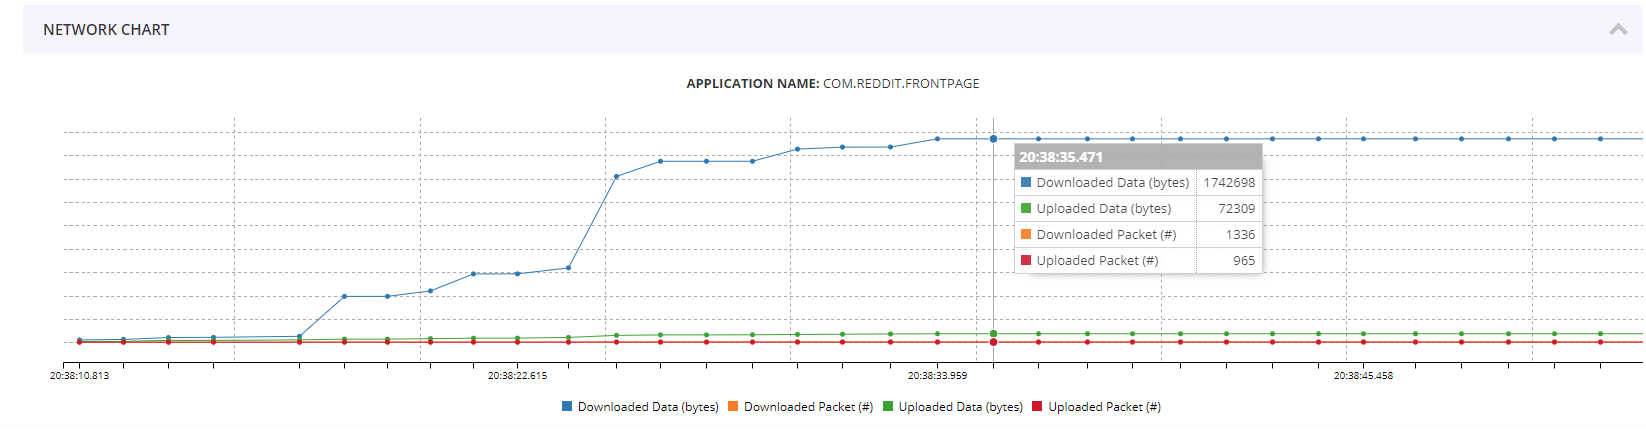 NETWORK CHART
APPLICATION NAME: COM.REDDIT.FRONTPAGE
20:38:35.471
Downloaded Data (bytes) 1742698
Uploaded Data (bytes) 72309
Downloaded Packet (#) 1336
Uploaded Packet (#) 965
20:38:10.813 20:38:22.615 20:38:33.959 20:38:45.458
Downloaded Data (bytes) Downloaded Packet (#) Uploaded Data (bytes) Uploaded Packet (#)